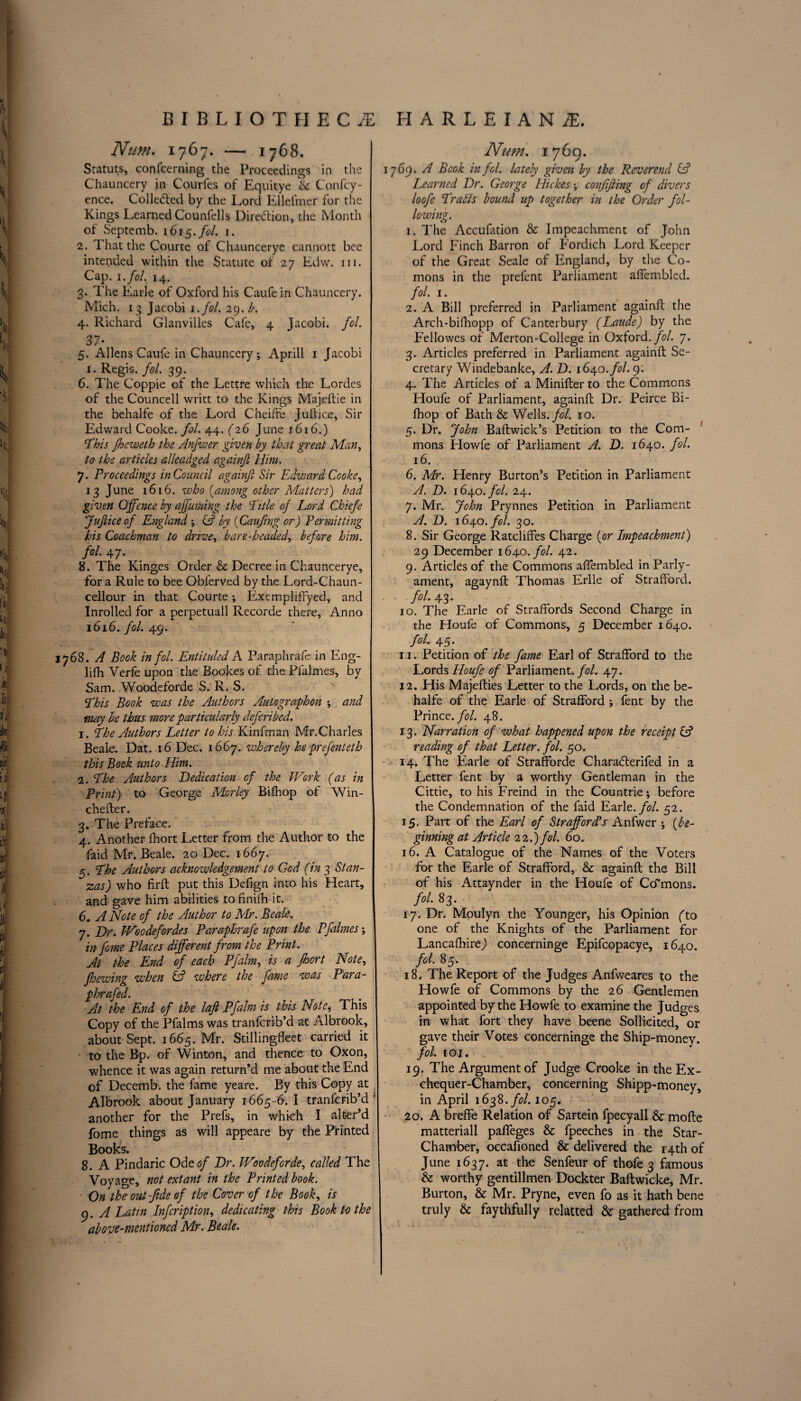 BIBLIOTHECÆ HARLEIANÆ.
Num. 1767. — 1768.
Statuts, conſcerning the Proceedings in the
Chauncery in Courſes of Equitye & Conſcy-
ence. Collected by the Lord Elleſmer for the
Kings Learned Counſells Direction, the Month
of Septemb. 1615. fol. 1.
2. That the Courte of Chauncerye cannott bee
intended within the Statute of 27 Edw. III.
Cap. 1. fol. 14.
3. The Earle of Oxford his Cauſe in Chauncery.
Mich. 13 Jacobi 1. fol. 29. b.
4. Richard Glanvilles Caſe, 4 Jacobi. fol.
37.
5. Allens Cauſe in Chauncery; Aprill 1 Jacobi
1. Regis. fol. 39.
6. The Coppie of the Lettre which the Lordes
of the Councell writt to the Kings Majeſtie in
the behalfe of the Lord Cheiffe Juſtice, Sir
Edward Cooke. fol. 44. (26 June 1616.)
This ſheweth the Anſwer given by that great Man,
to the articles alleadged againſt Him.
7. Proceedings in Council againſt Sir Edward Cooke,
13 June 1616. who (among other Matters) had
given Offence by aſſuming the Title of Lord Chiefe
Juſtice of England; & by (Cauſing or) Permitting
his Coachman to drive, bare-headed, before him.
fol. 47.
8. The Kinges Order & Decree in Chauncerye,
for a Rule to bee Obſerved by the Lord-Chaun-
cellour in that Courte; Exempliffyed, and
Inrolled for a perpetuall Recorde there, Anno
1616. fol. 49.
1768. A Book in fol. Entituled A Paraphraſe in Eng-
liſh Verſe upon the Bookes of the Pſalmes, by
Sam. Woodeforde S. R. S.
This Book was the Authors Autographon; and
may be thus more particularly deſcribed.
1. The Authors Letter to his Kinſman Mr.Charles
Beale. Dat. 16 Dec. 1667. whereby he preſenteth
this Book unto Him.
2. The Authors Dedication of the Work (as in
Print) to George Morley Biſhop of Win-
cheſter.
3. The Preface.
4. Another ſhort Letter from the Author to the
ſaid Mr. Beale. 20 Dec. 1667.
5. The Authors acknowledgement to God (in 3 Stan-
zas) who firſt put this Deſign into his Heart,
and gave him abilities to finiſh it.
6. A Note of the Author to Mr. Beale.
7. Dr. Woodefordes Paraphraſe upon the Pſalmes;
in ſome Places different from the Print.
At the End of each Pſalm, is a ſhort Note,
ſhewing when & where the ſame was Para-
phraſed.
At the End of the laſt Pſalm is this Note, This
Copy of the Pſalms was tranſcrib'd at Albrook,
about Sept. 1665. Mr. Stillingfleet carried it
to the Bp. of Winton, and thence to Oxon,
whence it was again return'd me about the End
of Decemb. the ſame yeare. By this Copy at
Albrook about January 1665-6. I tranſcrib'd
another for the Preſs, in which I alter'd
ſome things as will appeare by the Printed
Books.
8. A Pindaric Ode of Dr. Woodeforde, called The
Voyage, not extant in the Printed book.
On the out-ſide of the Cover of the Book, is
9. A Latin Inſcription, dedicating this Book to the
above-mentioned Mr. Beale.
Num. 1769.
1769. A Book in fol. lately given by the Reverend &
Learned Dr. George Hickes; conſiſting of divers
looſe Tracts bound up together in the Order fol-
lowing.
1. The Accuſation & Impeachment of John
Lord Finch Barron of Fordich Lord Keeper
of the Great Seale of England, by the Co-
mons in the preſent Parliament aſſembled.
fol. 1.
2. A Bill preferred in Parliament againſt the
Arch-biſhopp of Canterbury (Laude) by the
Fellowes of Merton-College in Oxford. fol. 7.
3. Articles preferred in Parliament againſt Se-
cretary Windebanke, A. D. 1640. fol. 9.
4. The Articles of a Miniſter to the Commons
Houſe of Parliament, againſt Dr. Peirce Bi-
ſhop of Bath & Wells. fol. 10.
5. Dr. John Baſtwick's Petition to the Com-
mons Howſe of Parliament A. D. 1640. fol.
16.
6. Mr. Henry Burton's Petition in Parliament
A. D. 1640. fol. 24.
7. Mr. John Prynnes Petition in Parliament
A. D. 1640. fol. 30.
8. Sir George Ratcliffes Charge (or Impeachment)
29 December 1640. fol. 42.
9. Articles of the Commons aſſembled in Parly-
ament, agaynſt Thomas Erlle of Strafford.
fol. 43.
10. The Earle of Straffords Second Charge in
the Houſe of Commons, 5 December 1640.
fol. 45.
11. Petition of the ſame Earl of Strafford to the
Lords Houſe of Parliament. fol. 47.
12. His Majeſties Letter to the Lords, on the be-
halfe of the Earle of Strafford; ſent by the
Prince. fol. 48.
13. Narration of what happened upon the receipt &
reading of that Letter. fol. 50.
14. The Earle of Strafforde Characteriſed in a
Letter ſent by a worthy Gentleman in the
Cittie, to his Freind in the Countrie; before
the Condemnation of the ſaid Earle. fol. 52.
15. Part of the Earl of Strafford's Anſwer; (be-
ginning at Article 22.) fol. 60.
16. A Catalogue of the Names of the Voters
for the Earle of Strafford, & againſt the Bill
of his Attaynder in the Houſe of Co͞mons.
fol. 83.
17. Dr. Moulyn the Younger, his Opinion (to
one of the Knights of the Parliament for
Lancaſhire) concerninge Epiſcopacye, 1640.
fol. 85.
18. The Report of the Judges Anſweares to the
Howſe of Commons by the 26 Gentlemen
appointed by the Howſe to examine the Judges
in what ſort they have beene Sollicited, or
gave their Votes concerninge the Ship-money.
fol. 101.
19. The Argument of Judge Crooke in the Ex-
chequer-Chamber, concerning Shipp-money,
in April 1638. fol. 105.
20. A breffe Relation of Sartein ſpecyall & moſte
matteriall paſſeges & ſpeeches in the Star-
Chamber, occaſioned & delivered the 14th of
June 1637. at the Senſeur of thoſe 3 famous
& worthy gentillmen Dockter Baſtwicke, Mr.
Burton, & Mr. Pryne, even ſo as it hath bene
truly & faythfully relatted & gathered from